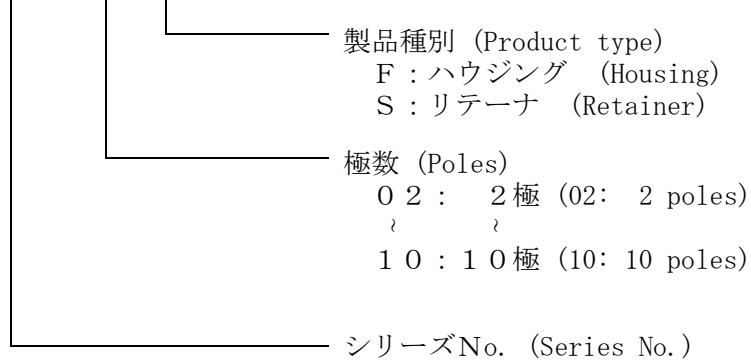 製品種別 (Product type)
F：ハウジング (Housing)
S：リテーナ (Retainer)
極数 (Poles)
０２： ２極 (02: 2 poles)
～ ～
１０：１０極 (10: 10 poles)
シリーズNo. (Series No.)